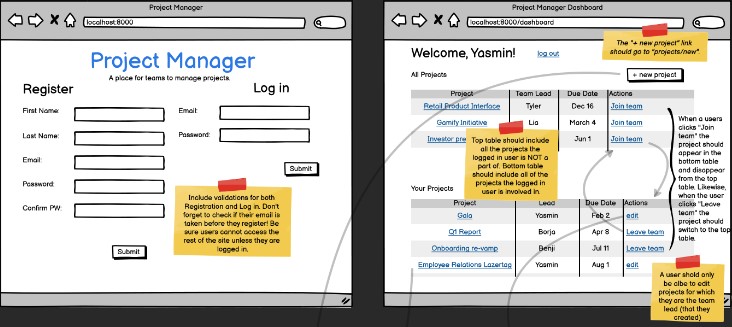 Project Manager
localhost:8000
Project Manager
A place for teams to manage projects.
Register
Log in
First Name:
Last Name:
Email:
Password:
Confirm PW:
Submit
Email:
Password:
Submit
Include validations for both
Registration and Log in. Don't
forget to check if their email is
taken before they register! Be
sure users cannot access the
rest of the site unless they are
logged in.
Project Manager Dashboard
localhost:8000/dashboard
Welcome, Yasmin!
log out
The "+ new project" link
should go to "projects/new".
All Projects
+ new project
Project Team Lead Due Date Actions
Retail Product Interface Tyler Dec 16 Join team
Gamify Initiative Lia March 4 Join team
Investor pre Jun 1 Join team
Top table should include
all the projects the
logged in user is NOT a
part of. Bottom table
should include all of the
projects the logged in
user is involved in
Your Projects
Project Lead Due Date Actions
Gala Yasmin Feb 2 edit
Q1 Report Borja Apr 8 Leave team
Onboarding re-vamp Benji Jul 11 Leave team
Employee Relations Lazertag Yasmin Aug 1 edit
When a users
clicks "Join
team" the
project should
appear in the
bottom table
and disappear
from the top
table. Likewise,
when the user
clicks "Leave
team" the
project should
switch to the top
table.
A user shold only
be albe to edit
projects for which
they are the team
lead (that they
created)